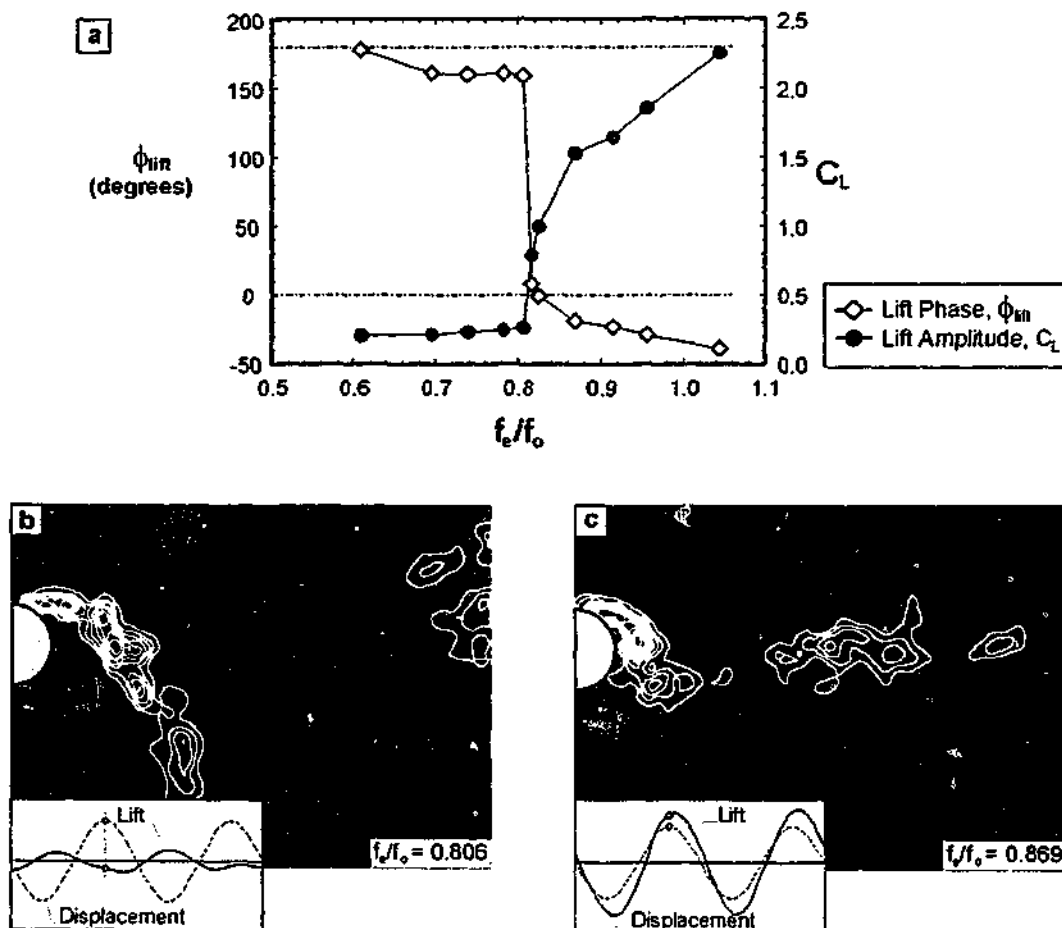 a
200
150
100
50
0
-50
ϕlift
(degrees)
2.5
2.0
1.5
1.0
0.5
0.0
CL
0.5 0.6 0.7 0.8 0.9 1.0 1.1
fe/fo
Lift Phase, ϕlift
Lift Amplitude, CL
b
Lift
Displacement
fe/fo = 0.806
c
Lift
Displacement
fe/fo = 0.869